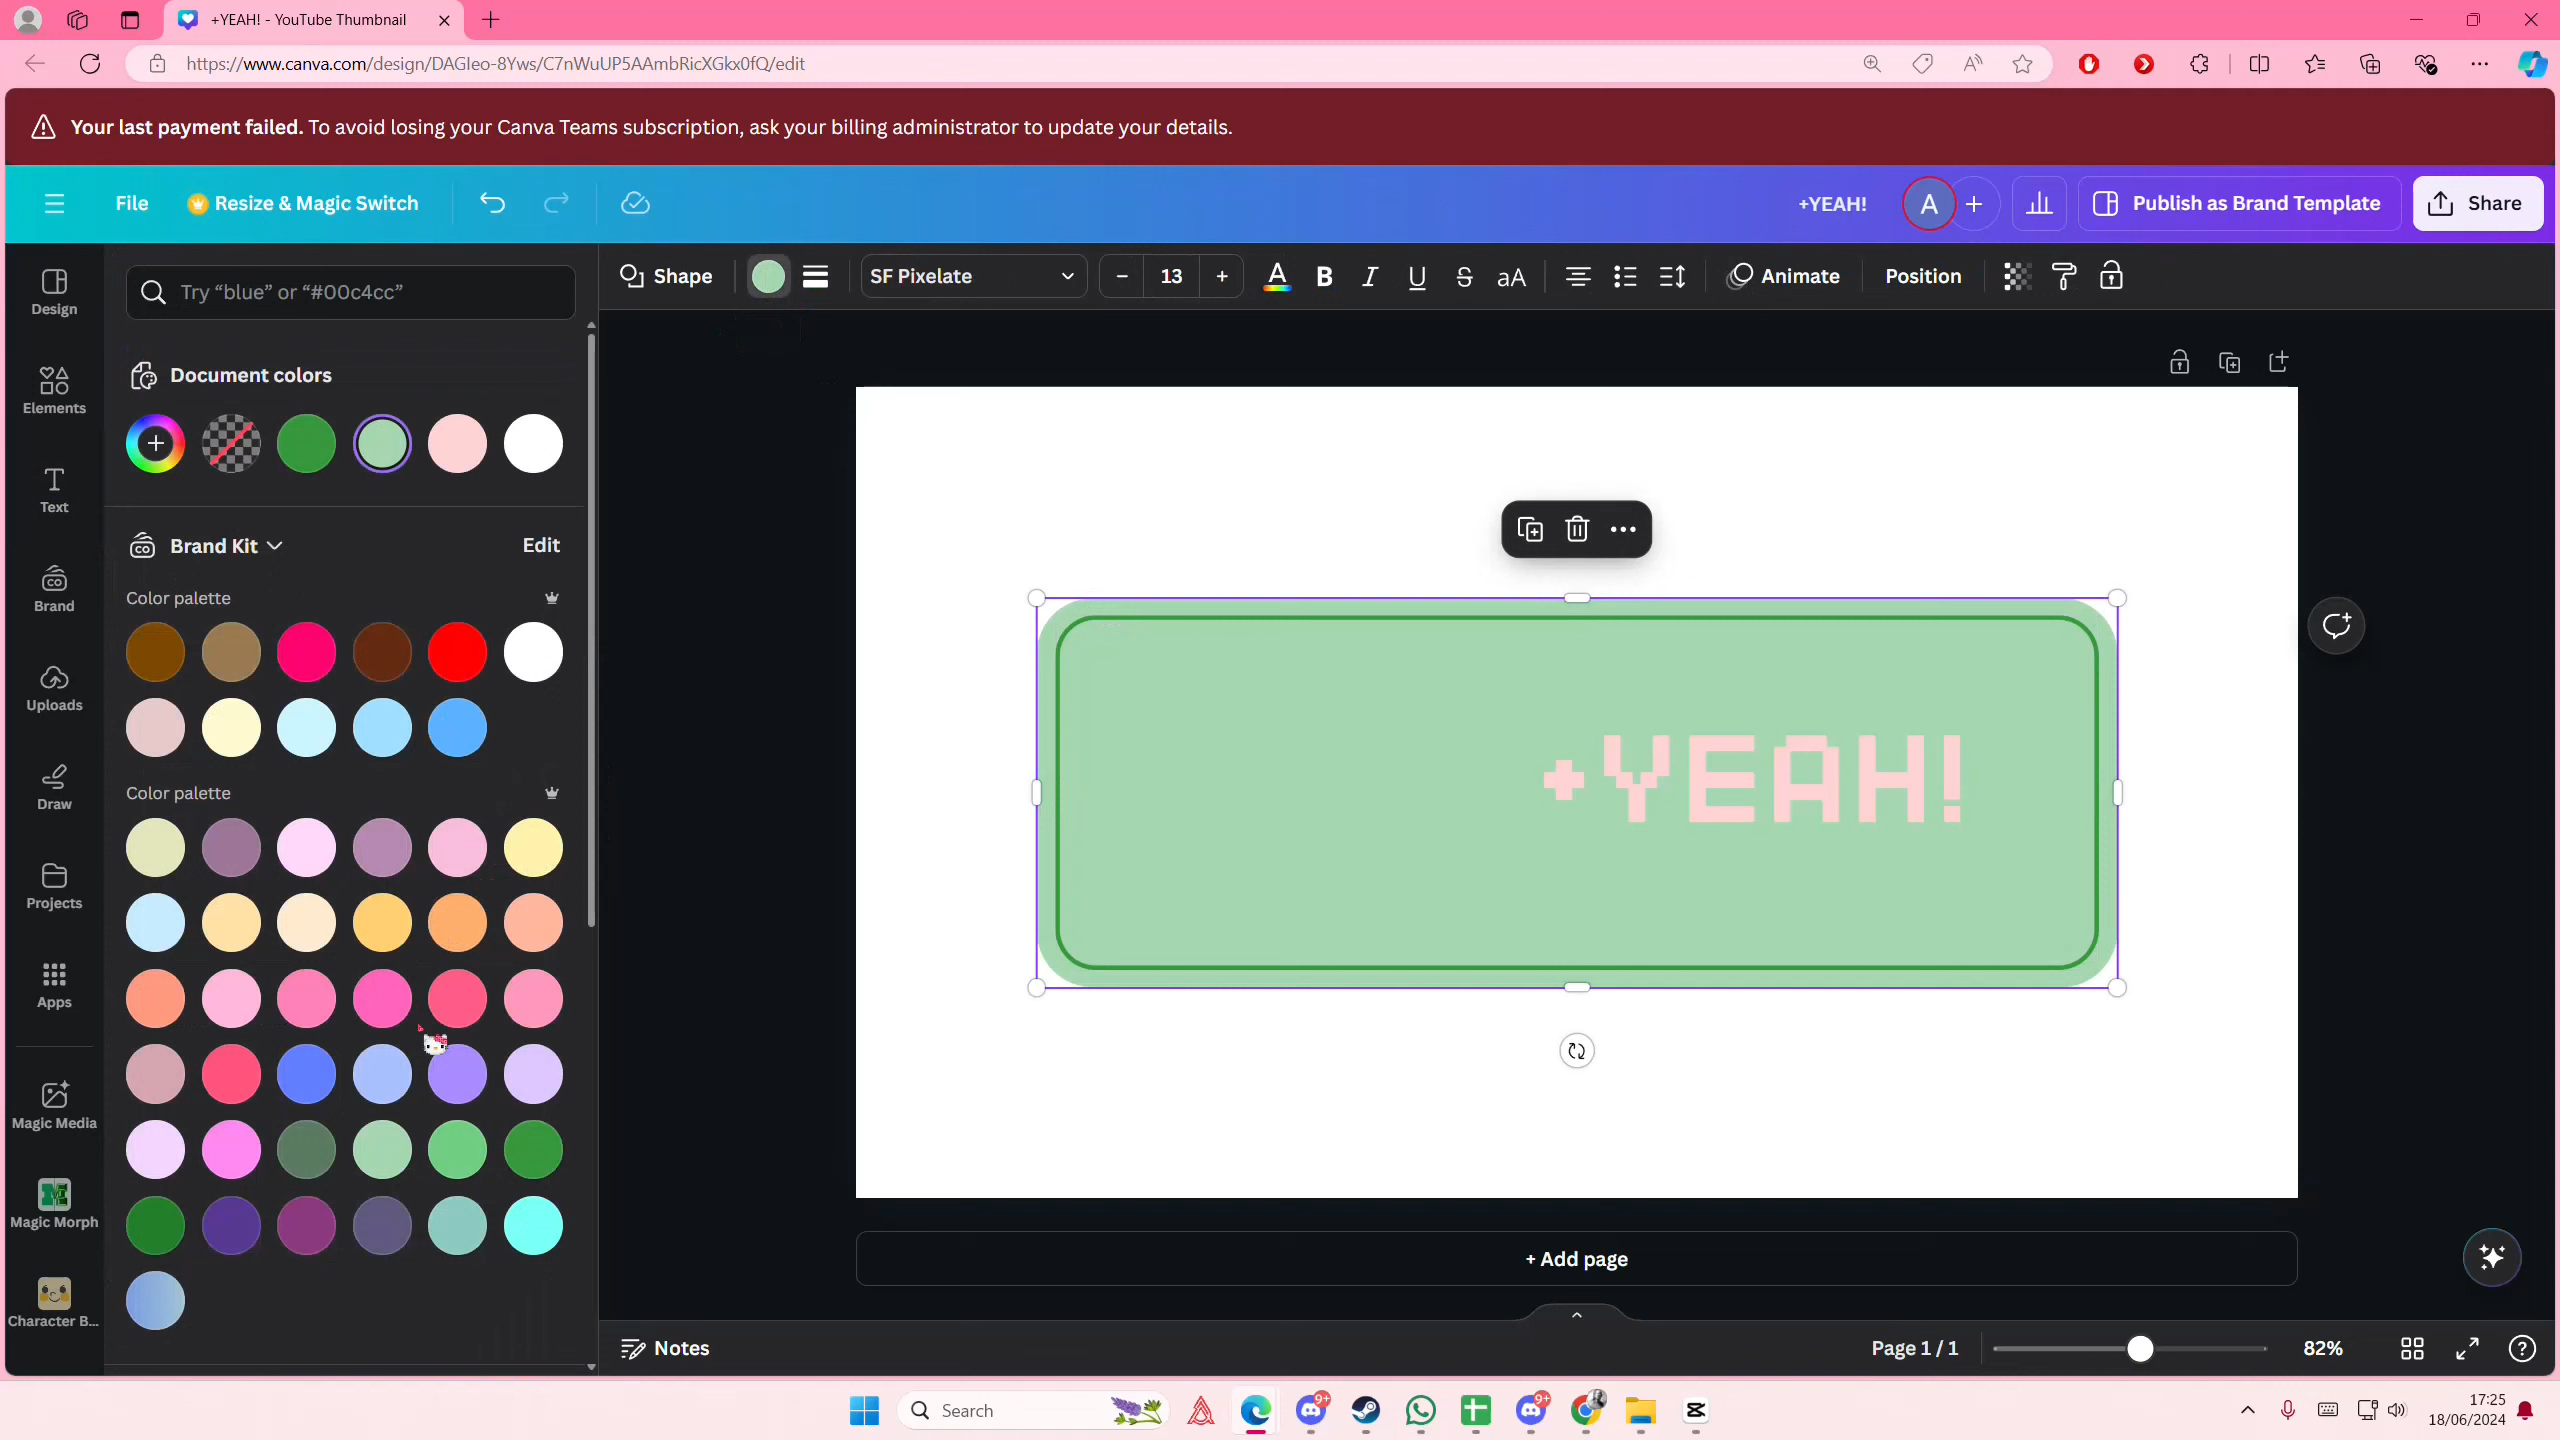 +YEAH! - YouTube Thumbnail
https://www.canva.com/design/DAGIeo-8Yws/C7nWuUP5AAmbRicXGkx0fQ/edit
Your last payment failed. To avoid losing your Canva Teams subscription, ask your billing administrator to update your details.
File
Resize & Magic Switch
+YEAH!
A
Publish as Brand Template
Share
Design
Elements
Text
Brand
Uploads
Draw
Projects
Apps
Magic Media
Magic Morph
Character B...
Try “blue” or “#00c4cc”
Document colors
Brand Kit
Edit
Color palette
Color palette
Shape
SF Pixelate
13
A
B
I
U
S
aA
Animate
Position
+YEAH!
+ Add page
Notes
Page 1 / 1
82%
Search
9+
9+
17:25
18/06/2024